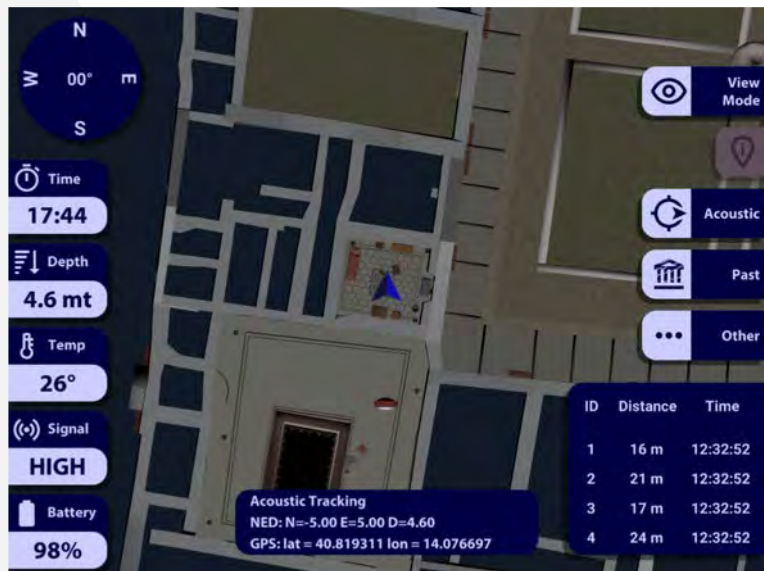 N
W 00° E
S
Time
17:44
Depth
4.6 mt
Temp
26°
Signal
HIGH
Battery
98%
View
Mode
Acoustic
Past
Other
ID Distance Time
1 16 m 12:32:52
2 21 m 12:32:52
3 17 m 12:32:52
4 24 m 12:32:52
Acoustic Tracking
NED: N=-5.00 E=5.00 D=4.60
GPS: lat = 40.819311 lon = 14.076697